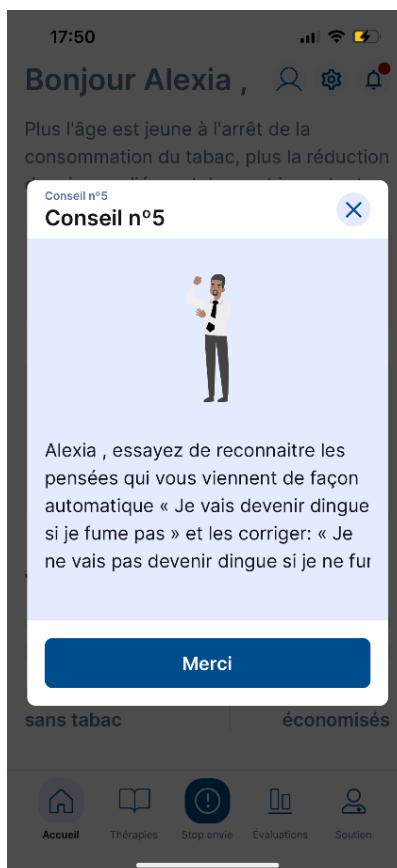 17:50
Bonjour Alexia ,
Plus l'âge est jeune à l'arrêt de la
consommation du tabac, plus la réduction
Conseil nº5
Conseil nº5
Alexia , essayez de reconnaitre les
pensées qui vous viennent de façon
automatique « Je vais devenir dingue
si je fume pas » et les corriger: « Je
ne vais pas devenir dingue si je ne fur
Merci
sans tabac
économisés
Accueil
Thérapies
Stop envie
Évaluations
Soutien